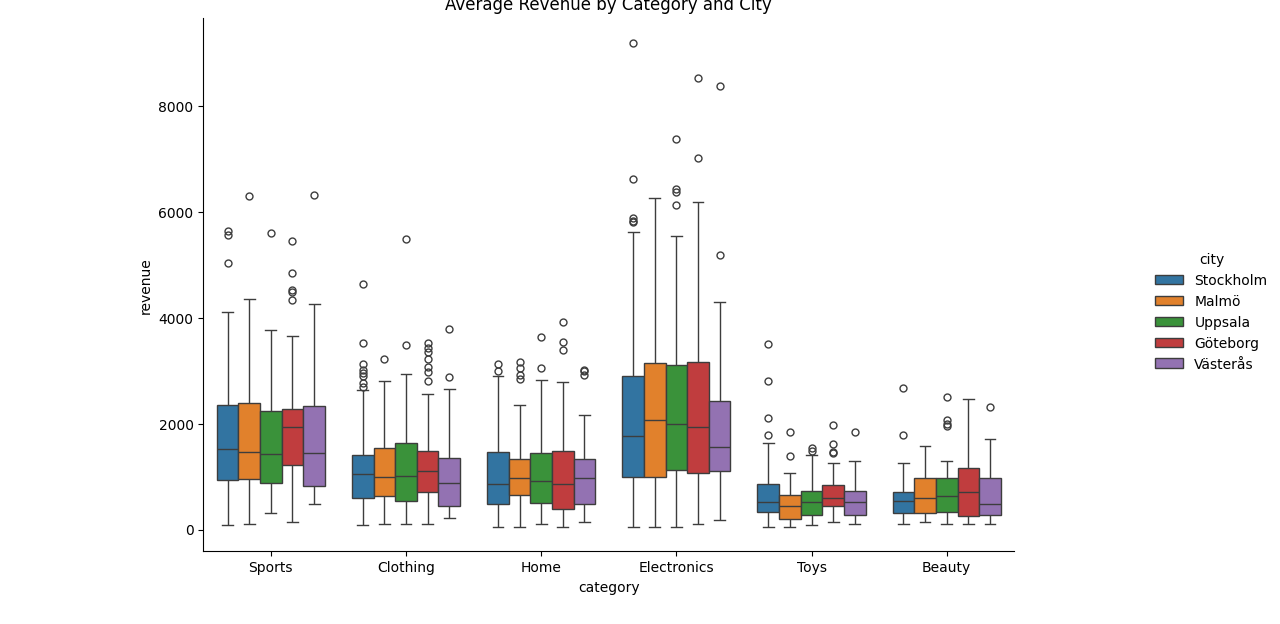 Average Revenue by Category and City
8000
6000
4000
2000
0
revenue
Sports
Clothing
Home
Electronics
Toys
Beauty
category
city
Stockholm
Malmö
Uppsala
Göteborg
Västerås